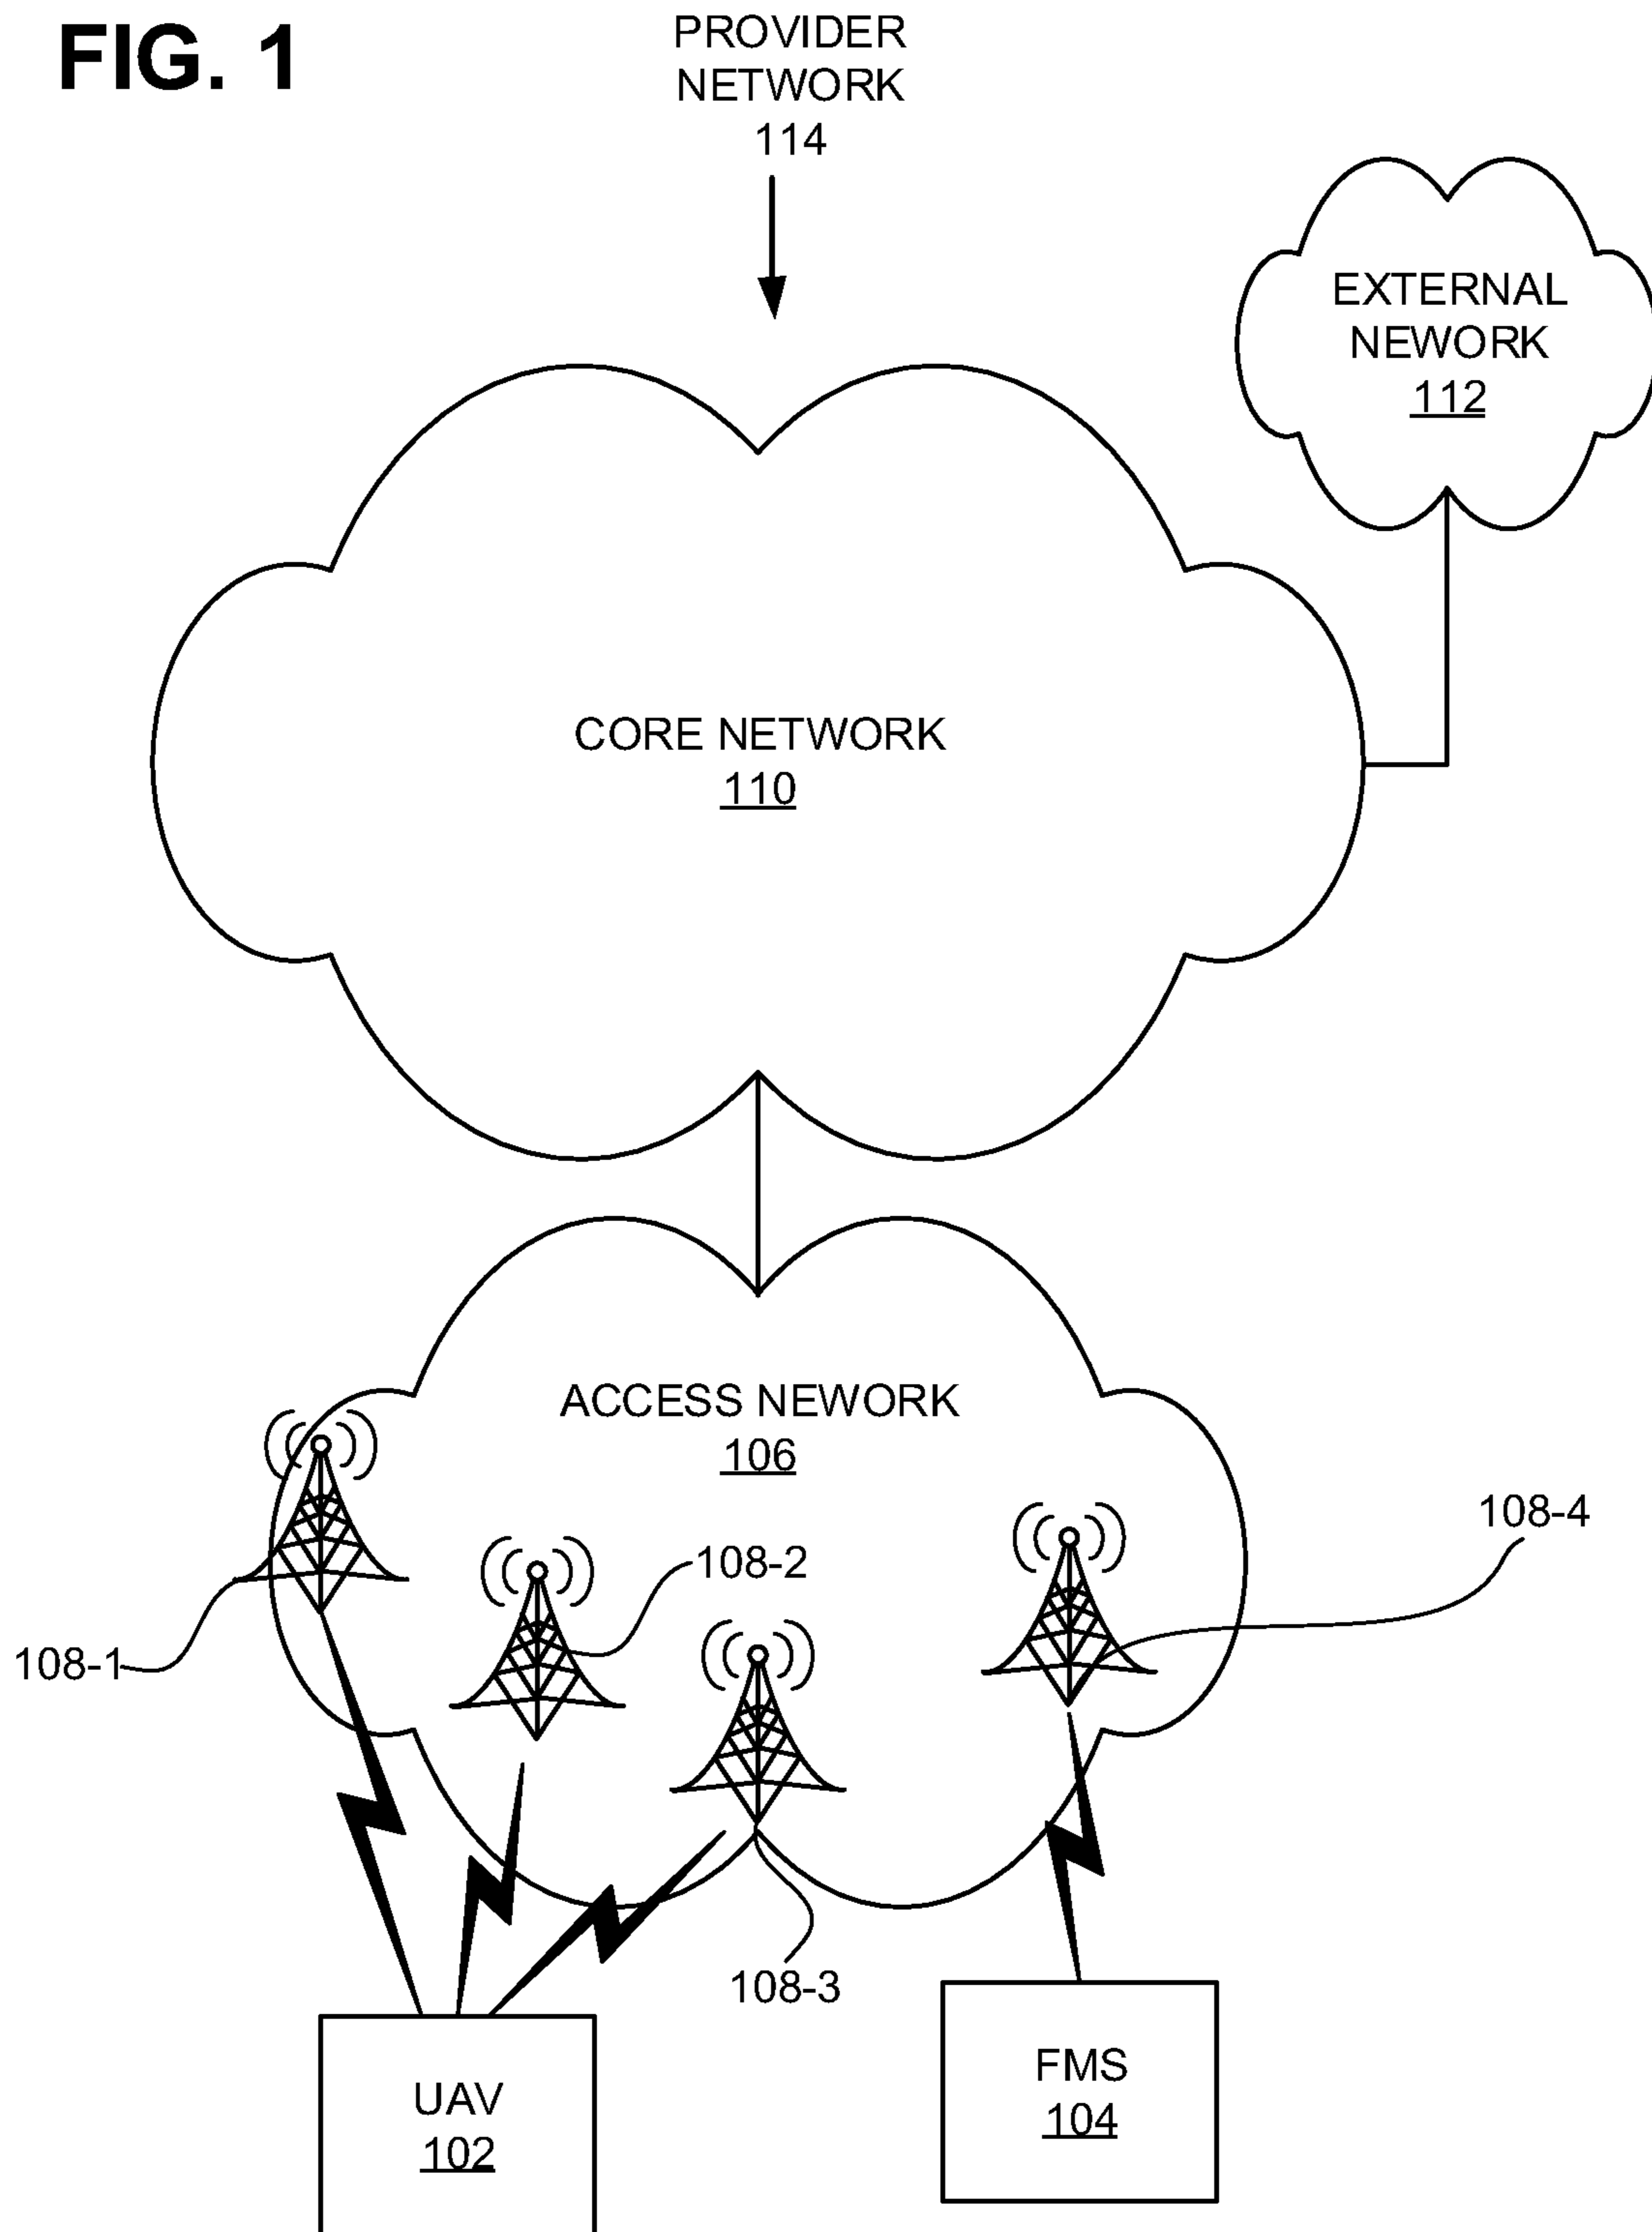 FIG. 1
PROVIDER
NETWORK
114
EXTERNAL
NEWORK
112
CORE NETWORK
110
ACCESS NEWORK
106
108-4
108-2
108-1
108-3
FMS
104
UAV
102